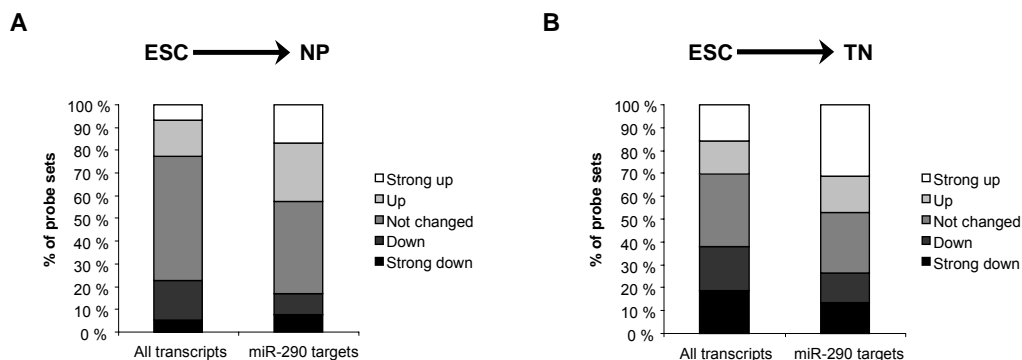 A
ESC NP
% of probe sets
100 %
90 %
80 %
70 %
60 %
50 %
40 %
30 %
20 %
10 %
0 %
All transcripts miR-290 targets
Strong up
Up
Not changed
Down
Strong down
B
ESC TN
% of probe sets
100 %
90 %
80 %
70 %
60 %
50 %
40 %
30 %
20 %
10 %
0 %
All transcripts miR-290 targets
Strong up
Up
Not changed
Down
Strong down